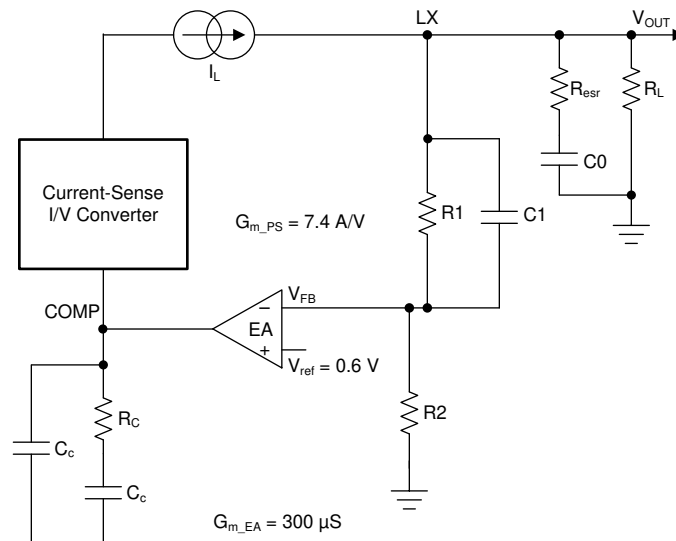 LX
V_OUT
I_L
R_esr
R_L
C0
Current-Sense
I/V Converter
G_m_PS = 7.4 A/V
R1
C1
COMP
V_FB
−
EA
+
V_ref = 0.6 V
R_C
R2
C_c
C_c
G_m_EA = 300 µS